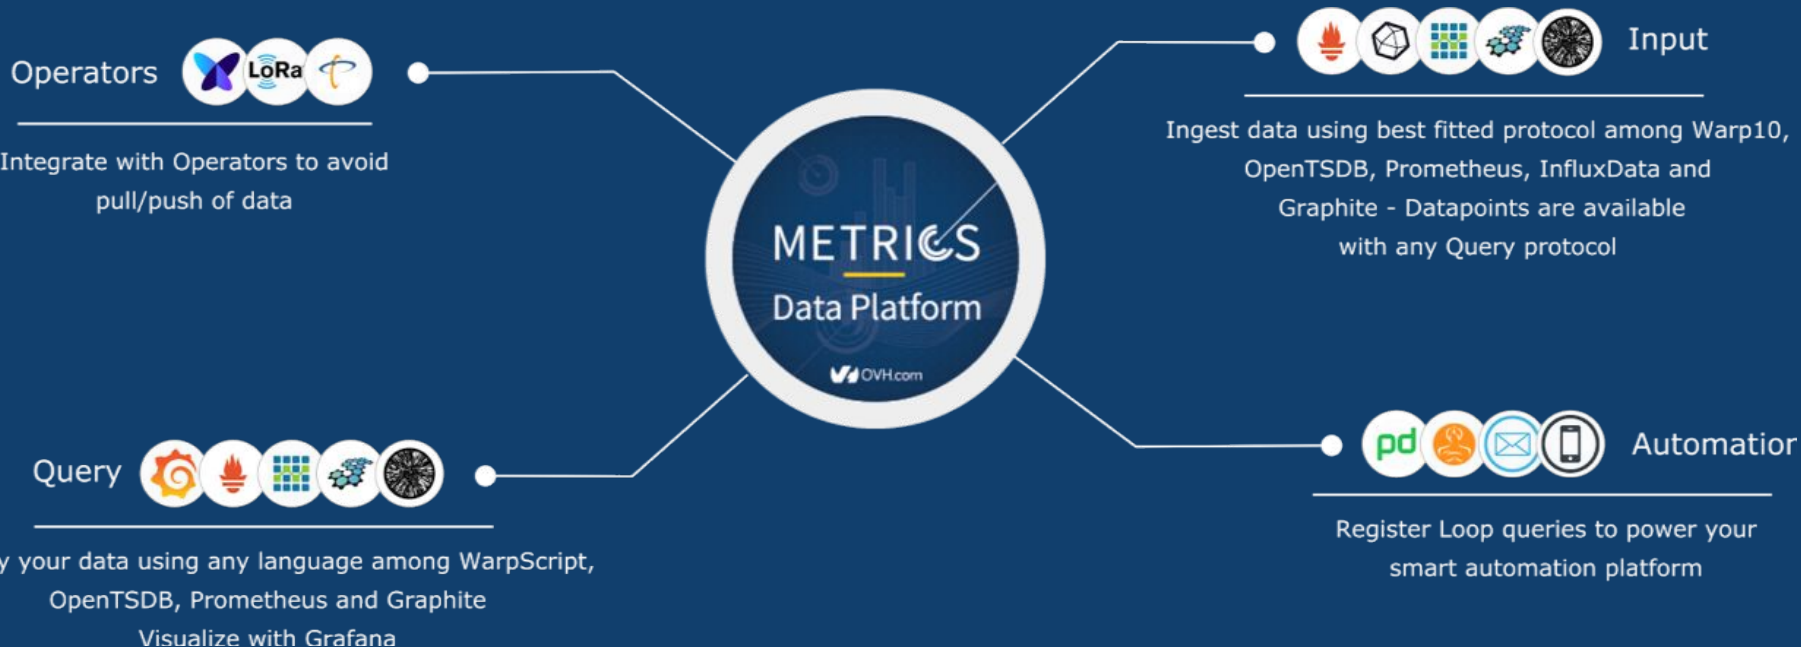 Operators
LoRa
Integrate with Operators to avoid
pull/push of data
Input
Ingest data using best fitted protocol among Warp10,
OpenTSDB, Prometheus, InfluxData and
Graphite - Datapoints are available
with any Query protocol
METRICS
Data Platform
OVH.com
Query
y your data using any language among WarpScript,
OpenTSDB, Prometheus and Graphite
Visualize with Grafana
pd
Automation
Register Loop queries to power your
smart automation platform